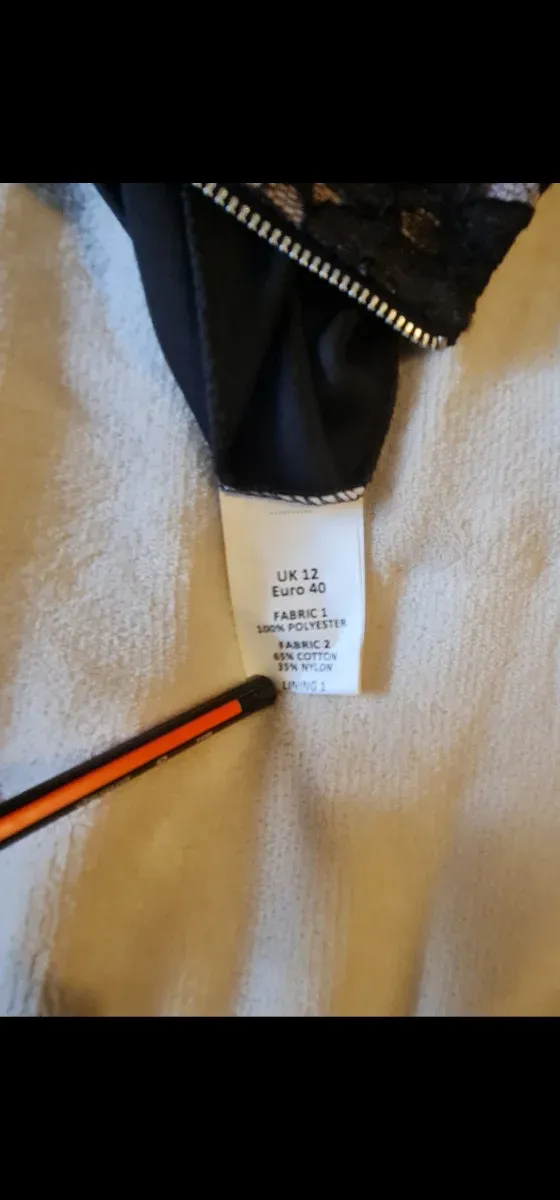 UK 12
Euro 40
FABRIC 1
100% POLYESTER
FABRIC 2
65% COTTON
35% NYLON
LINING 1